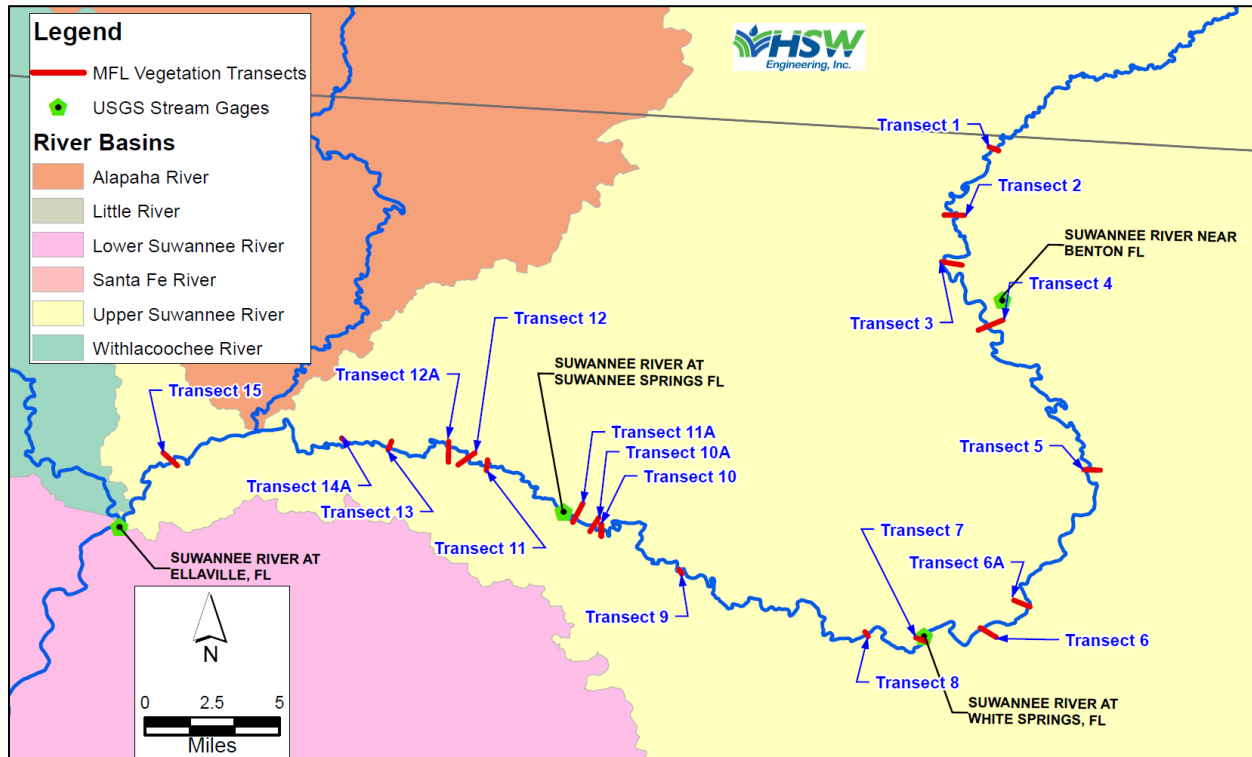 Legend
MFL Vegetation Transects
USGS Stream Gages
River Basins
Alapaha River
Little River
Lower Suwannee River
Santa Fe River
Upper Suwannee River
Withlacoochee River
HSW
Engineering, Inc.
Transect 1
Transect 2
SUWANNEE RIVER NEAR
BENTON FL
Transect 4
Transect 3
Transect 12
SUWANNEE RIVER AT
SUWANNEE SPRINGS FL
Transect 12A
Transect 15
Transect 11A
Transect 10A
Transect 10
Transect 5
Transect 14A
Transect 13
Transect 11
Transect 7
Transect 6A
SUWANNEE RIVER AT
ELLAVILLE, FL
Transect 9
Transect 6
Transect 8
SUWANNEE RIVER AT
WHITE SPRINGS, FL
N
0 2.5 5
Miles